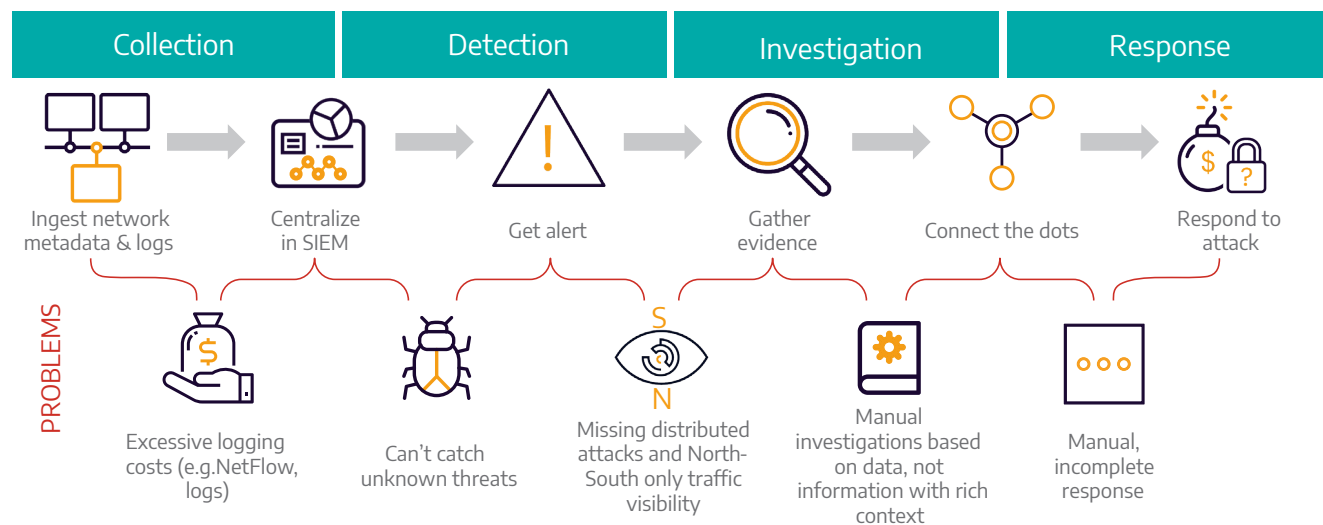 Collection
Detection
Investigation
Response
Ingest network
metadata & logs
Centralize
in SIEM
!
Get alert
Gather
evidence
Connect the dots
$
?
Respond to
attack
PROBLEMS
$
Excessive logging
costs (e.g.NetFlow,
logs)
Can’t catch
unknown threats
S
N
Missing distributed
attacks and North-
South only traffic
visibility
Manual
investigations based
on data, not
information with rich
context
Manual,
incomplete
response